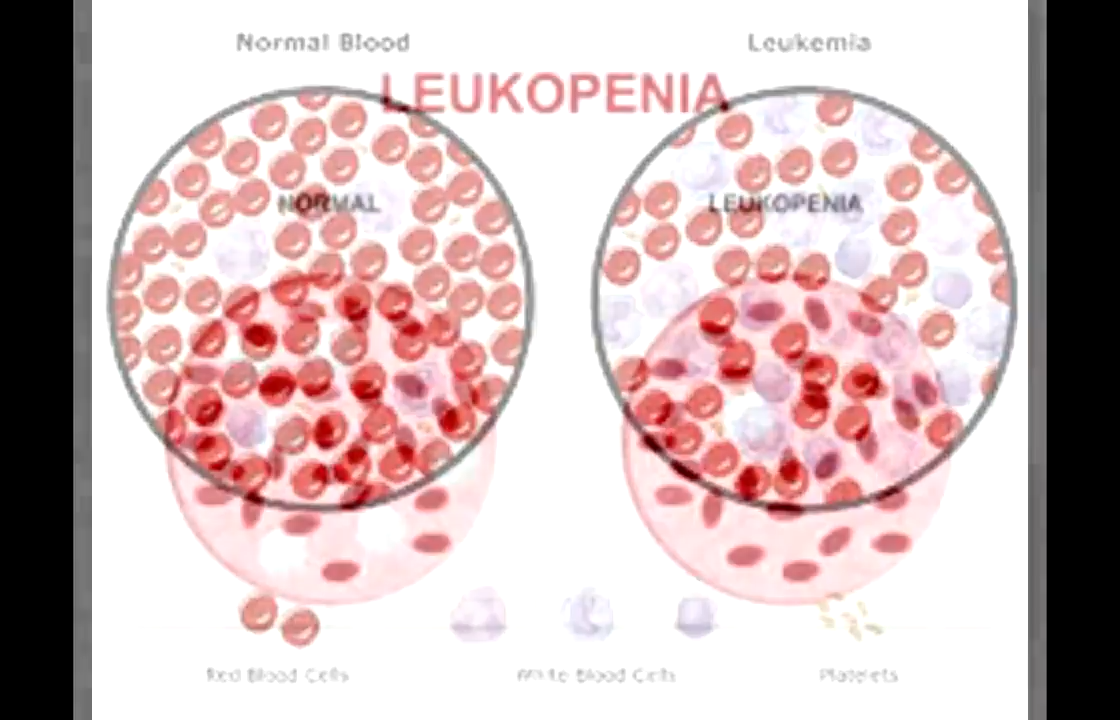 Normal Blood
Leukemia
LEUKOPENIA
NORMAL
LEUKOPENIA
Red Blood Cells
White Blood Cells
Platelets